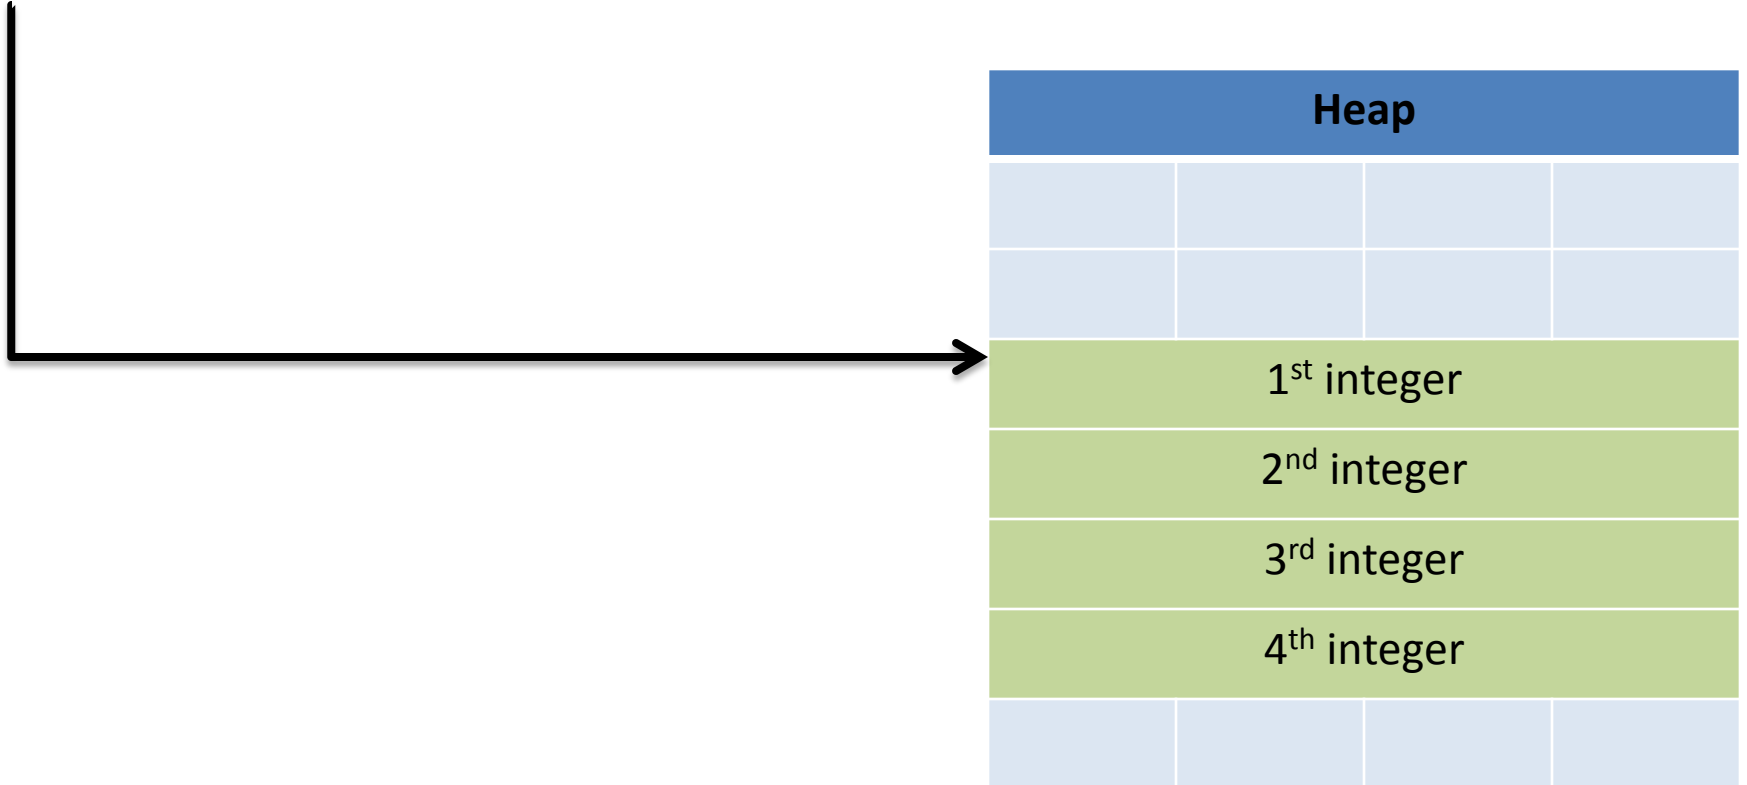 Heap
1st integer
2nd integer
3rd integer
4th integer